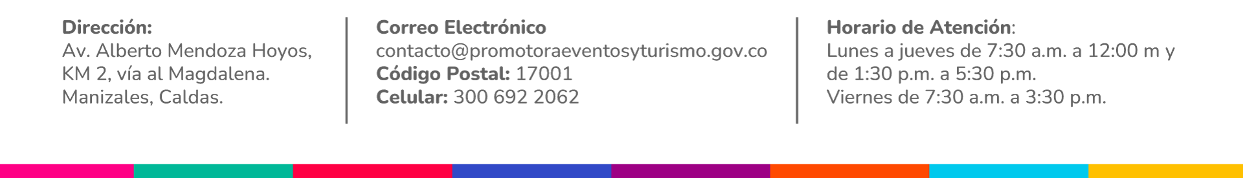 Dirección:
Av. Alberto Mendoza Hoyos,
KM 2, vía al Magdalena.
Manizales, Caldas.
Correo Electrónico
contacto@promotoraeventosyturismo.gov.co
Código Postal: 17001
Celular: 300 692 2062
Horario de Atención:
Lunes a jueves de 7:30 a.m. a 12:00 m y
de 1:30 p.m. a 5:30 p.m.
Viernes de 7:30 a.m. a 3:30 p.m.